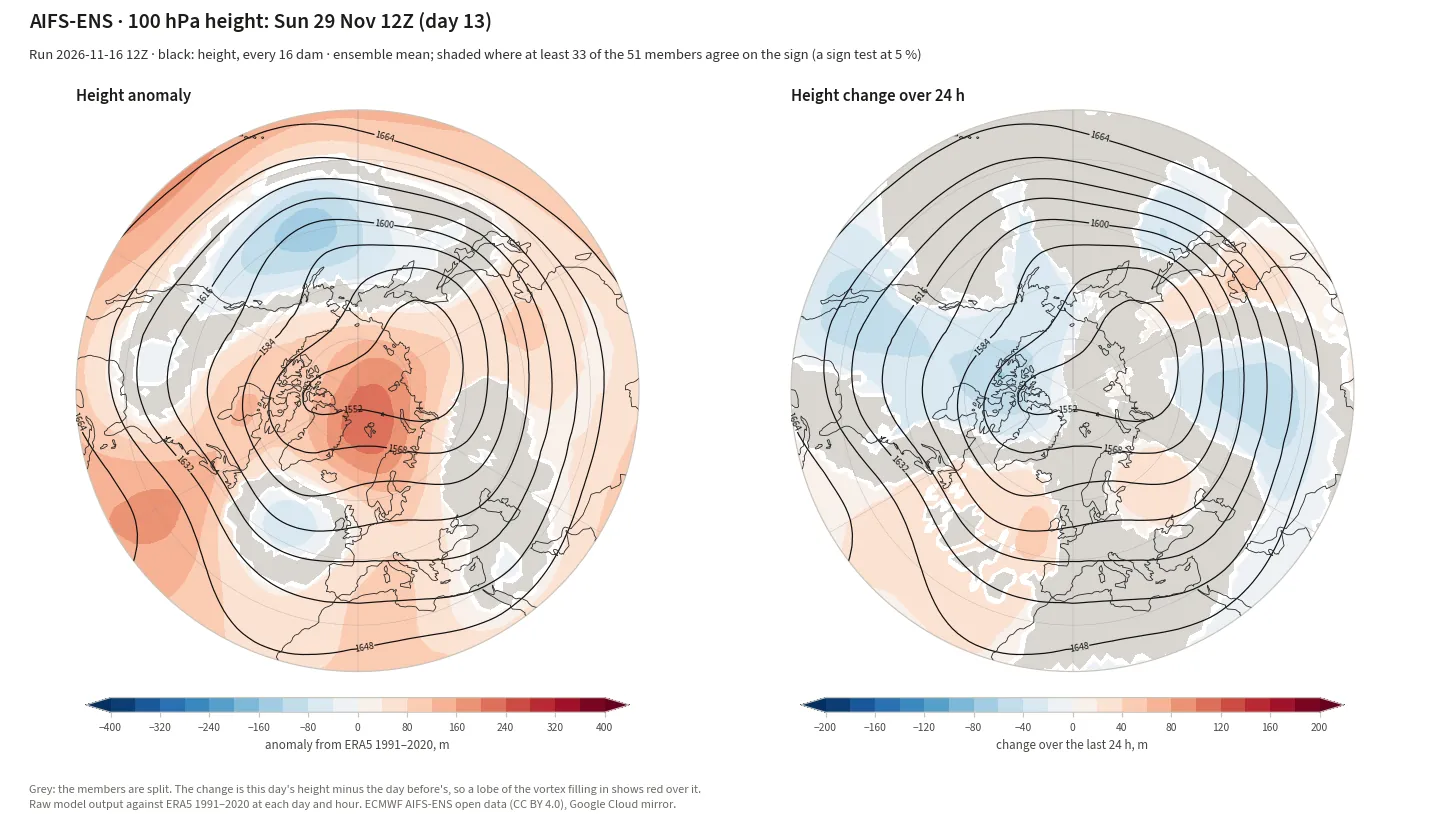 AIFS-ENS · 100 hPa height: Sun 29 Nov 12Z (day 13)
Run 2026-11-16 12Z · black: height, every 16 dam · ensemble mean; shaded where at least 33 of the 51 members agree on the sign (a sign test at 5 %)
Height anomaly
Height change over 24 h
1664
1600
1616
1584
1552
1568
1632
1664
1648
1664
1600
1616
1584
1552
1568
1632
1664
1648
−400 −320 −240 −160 −80 0 80 160 240 320 400
anomaly from ERA5 1991–2020, m
−200 −160 −120 −80 −40 0 40 80 120 160 200
change over the last 24 h, m
Grey: the members are split. The change is this day's height minus the day before's, so a lobe of the vortex filling in shows red over it.
Raw model output against ERA5 1991–2020 at each day and hour. ECMWF AIFS-ENS open data (CC BY 4.0), Google Cloud mirror.